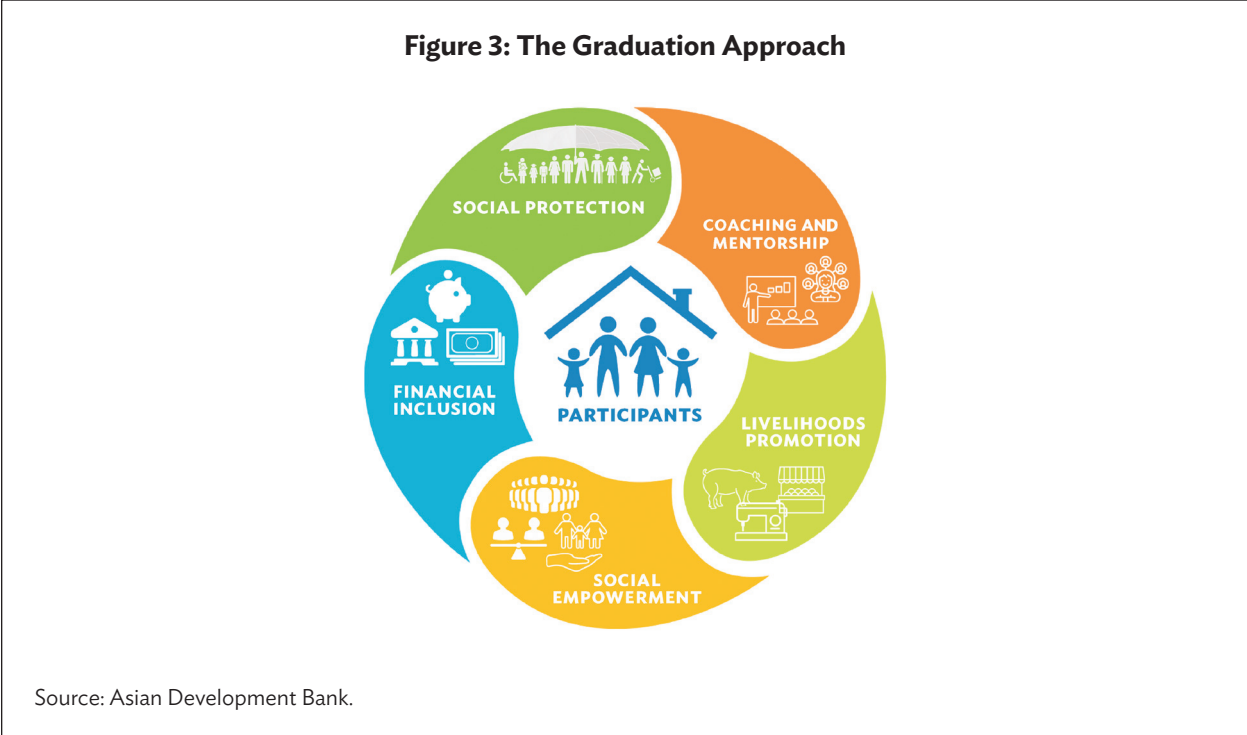 Figure 3: The Graduation Approach
SOCIAL PROTECTION
COACHING AND
MENTORSHIP
FINANCIAL
INCLUSION
PARTICIPANTS
LIVELIHOODS
PROMOTION
SOCIAL
EMPOWERMENT
Source: Asian Development Bank.